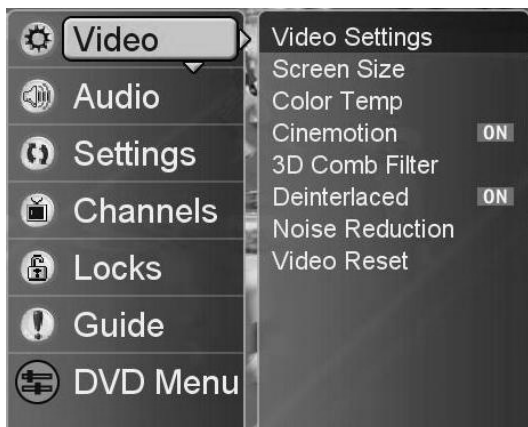 Video
Audio
Settings
Channels
Locks
Guide
DVD Menu
Video Settings
Screen Size
Color Temp
Cinemotion ON
3D Comb Filter
Deinterlaced ON
Noise Reduction
Video Reset